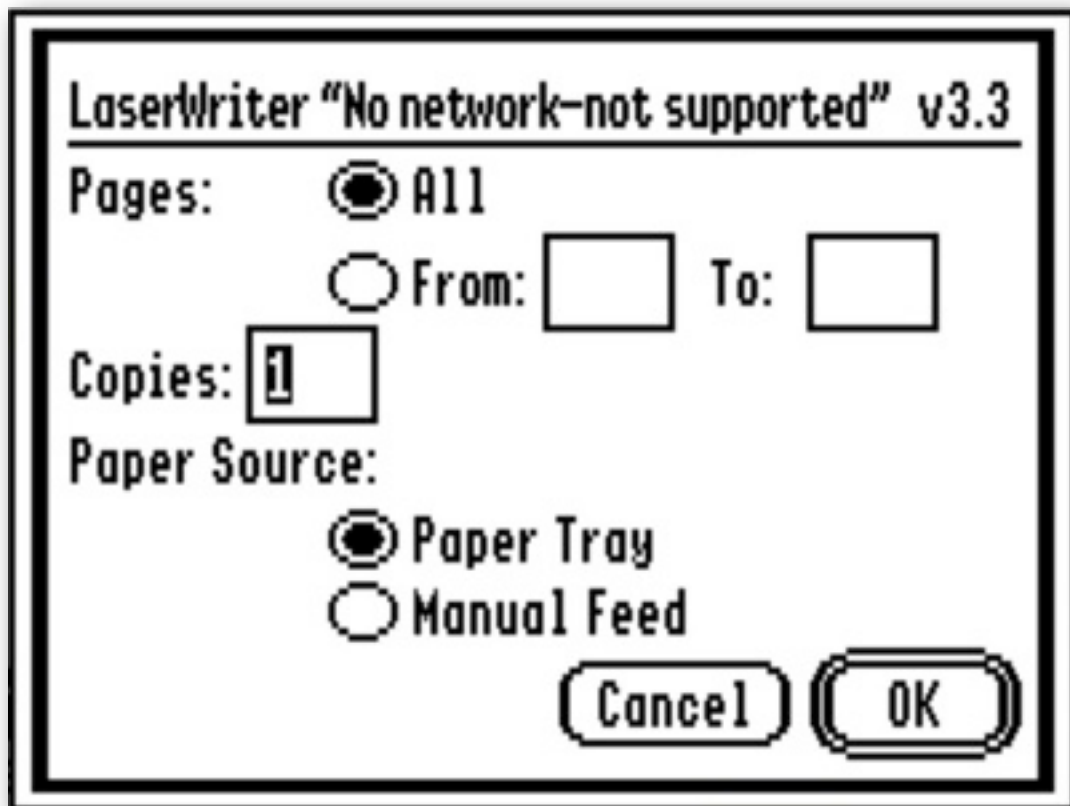 LaserWriter “No network-not supported” v3.3
Pages: All
From: To:
Copies: 1
Paper Source:
Paper Tray
Manual Feed
Cancel OK